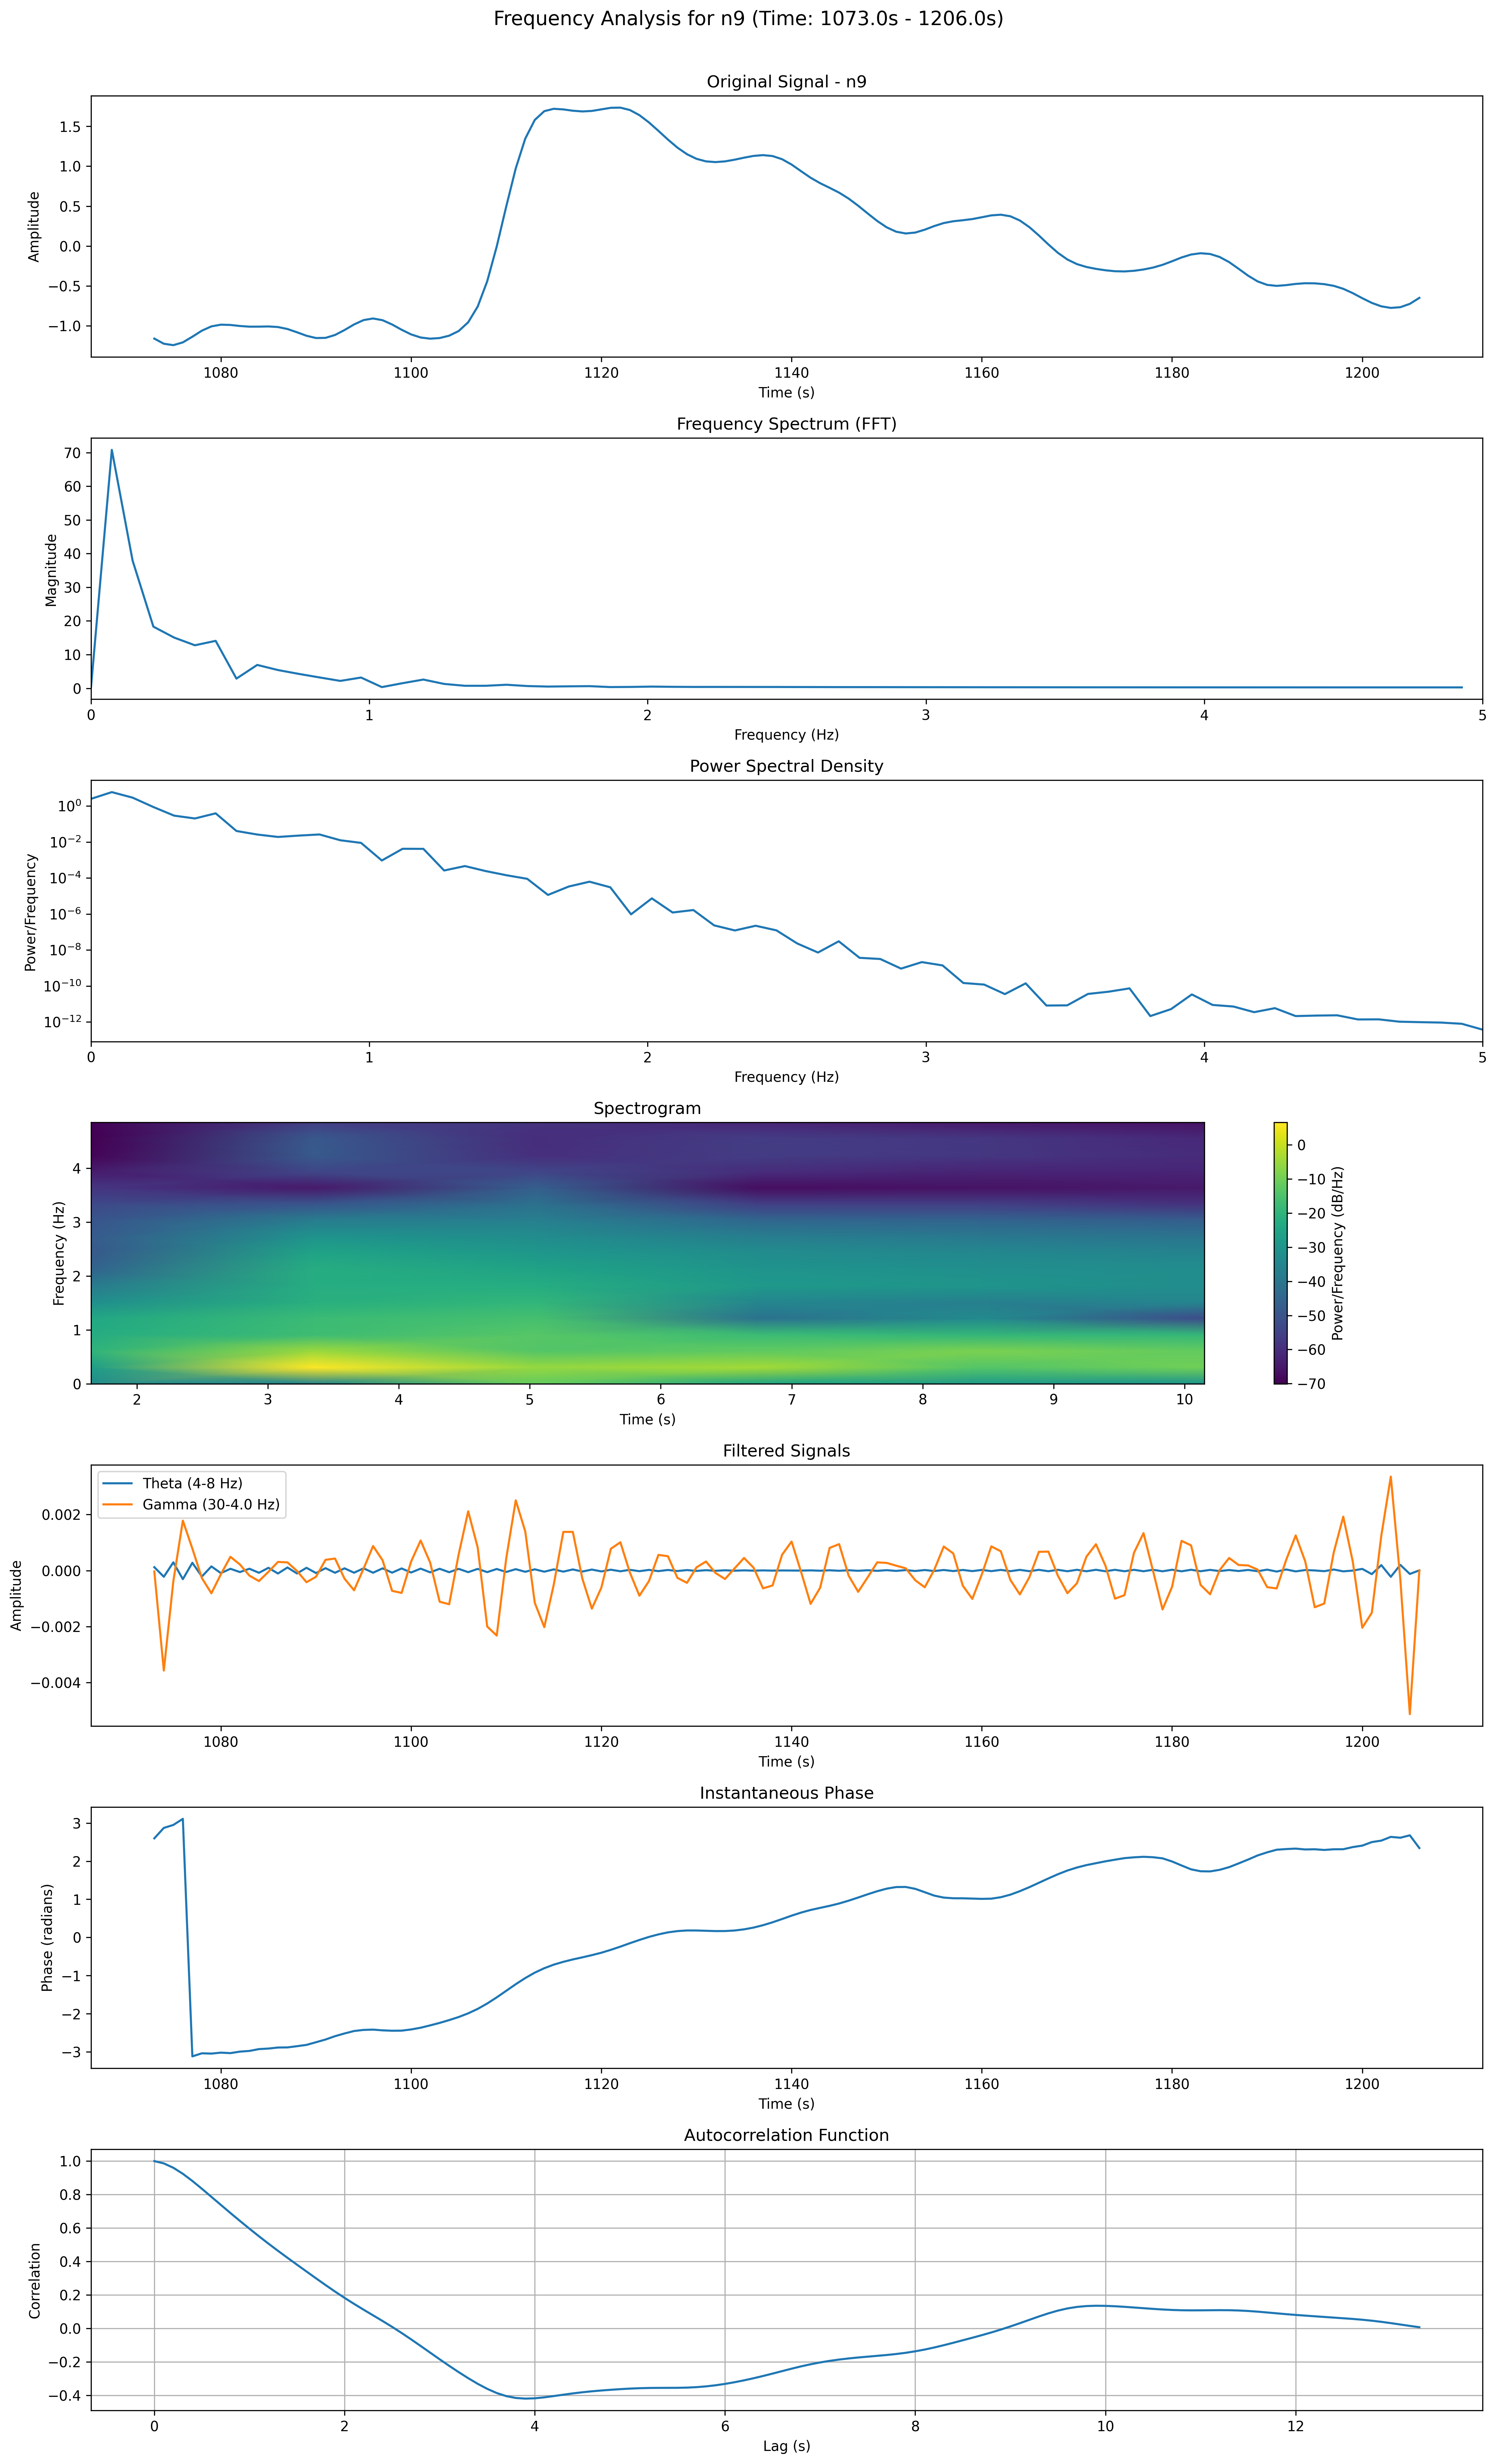 Frequency Analysis for n9 (Time: 1073.0s - 1206.0s)
Original Signal - n9
Amplitude
1.5
1.0
0.5
0.0
−0.5
−1.0
1080 1100 1120 1140 1160 1180 1200
Time (s)
Frequency Spectrum (FFT)
Magnitude
70
60
50
40
30
20
10
0
0 1 2 3 4 5
Frequency (Hz)
Power Spectral Density
Power/Frequency
10⁰
10⁻²
10⁻⁴
10⁻⁶
10⁻⁸
10⁻¹⁰
10⁻¹²
0 1 2 3 4 5
Frequency (Hz)
Spectrogram
Frequency (Hz)
4
3
2
1
0
2 3 4 5 6 7 8 9 10
Time (s)
0
−10
−20
−30
−40
−50
−60
−70
Power/Frequency (dB/Hz)
Filtered Signals
Theta (4-8 Hz)
Gamma (30-4.0 Hz)
Amplitude
0.002
0.000
−0.002
−0.004
1080 1100 1120 1140 1160 1180 1200
Time (s)
Instantaneous Phase
Phase (radians)
3
2
1
0
−1
−2
−3
1080 1100 1120 1140 1160 1180 1200
Time (s)
Autocorrelation Function
Correlation
1.0
0.8
0.6
0.4
0.2
0.0
−0.2
−0.4
0 2 4 6 8 10 12
Lag (s)